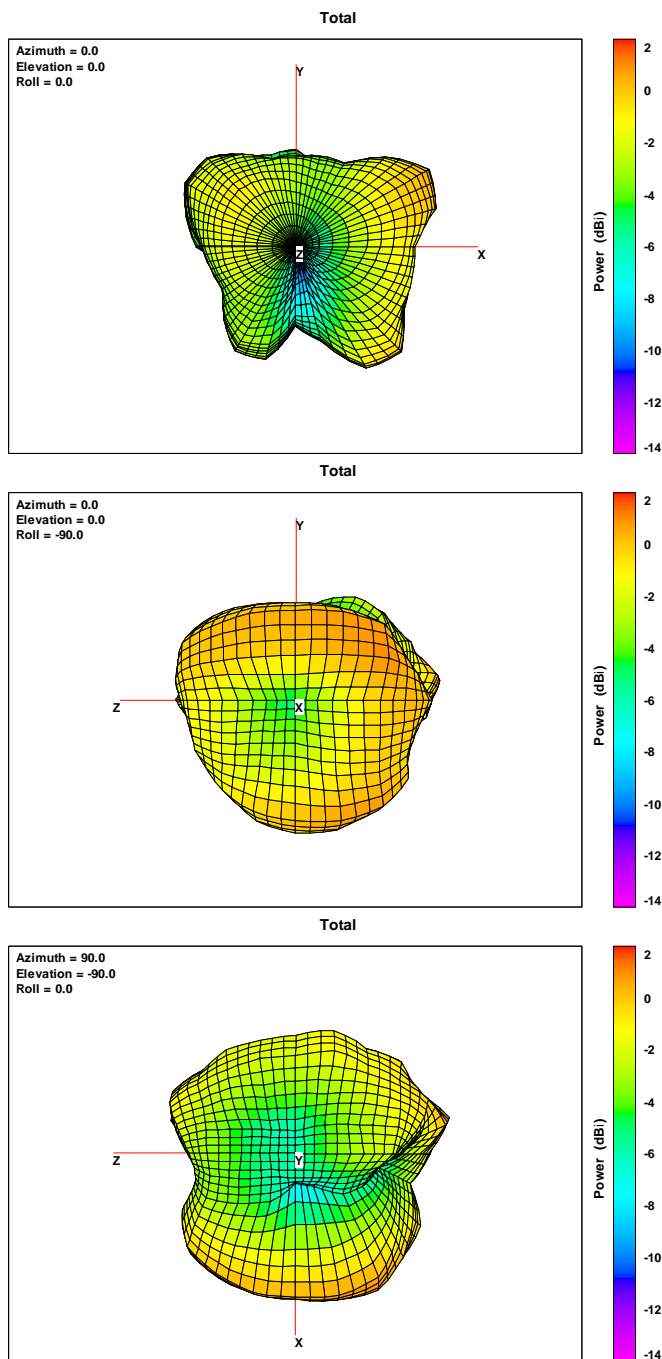 Total
Azimuth = 0.0
Elevation = 0.0
Roll = 0.0
Y
Z
X
2
0
-2
-4
-6
-8
-10
-12
-14
Power (dBi)
Total
Azimuth = 0.0
Elevation = 0.0
Roll = -90.0
Y
Z
X
2
0
-2
-4
-6
-8
-10
-12
-14
Power (dBi)
Total
Azimuth = 90.0
Elevation = -90.0
Roll = 0.0
Z
Y
X
2
0
-2
-4
-6
-8
-10
-12
-14
Power (dBi)